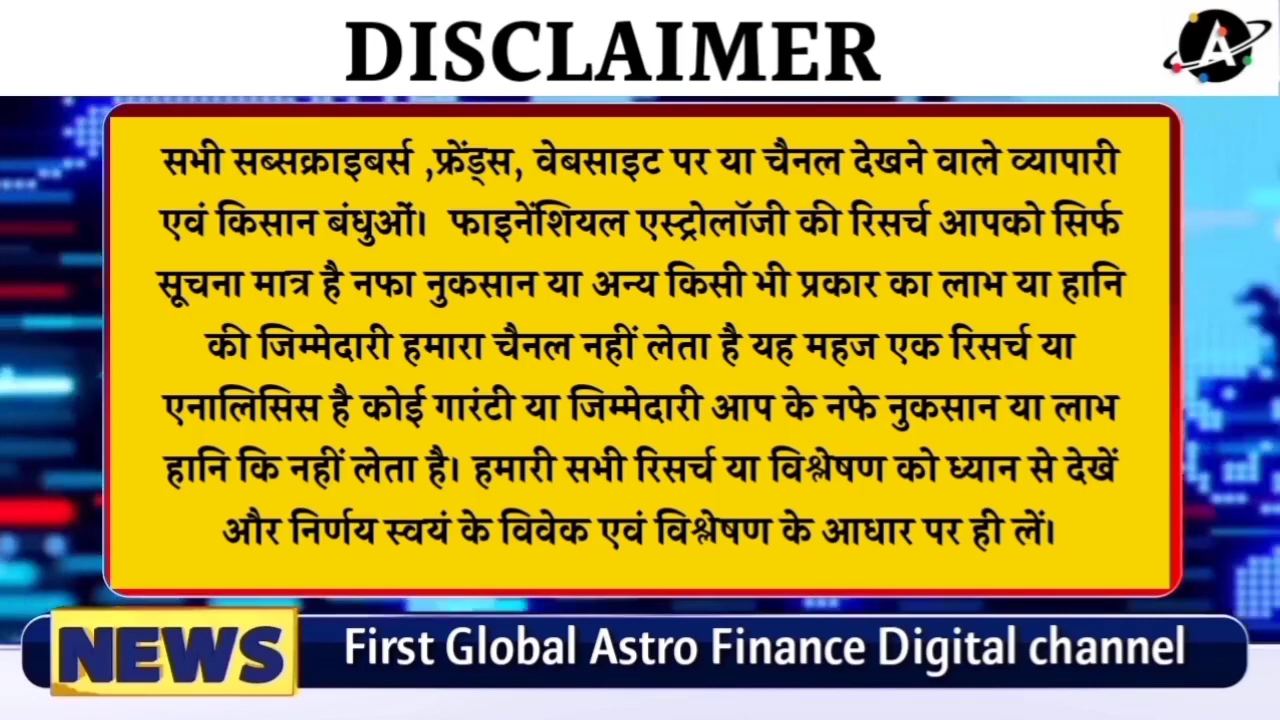 DISCLAIMER
A
सभी सब्सक्राइबर्स ,फ्रेंड्स, वेबसाइट पर या चैनल देखने वाले व्यापारी
एवं किसान बंधुओं। फाइनेंशियल एस्ट्रोलॉजी की रिसर्च आपको सिर्फ
सूचना मात्र है नफा नुकसान या अन्य किसी भी प्रकार का लाभ या हानि
की जिम्मेदारी हमारा चैनल नहीं लेता है यह महज एक रिसर्च या
एनालिसिस है कोई गारंटी या जिम्मेदारी आप के नफे नुकसान या लाभ
हानि कि नहीं लेता है। हमारी सभी रिसर्च या विश्लेषण को ध्यान से देखें
और निर्णय स्वयं के विवेक एवं विश्लेषण के आधार पर ही लें।
NEWS
First Global Astro Finance Digital channel